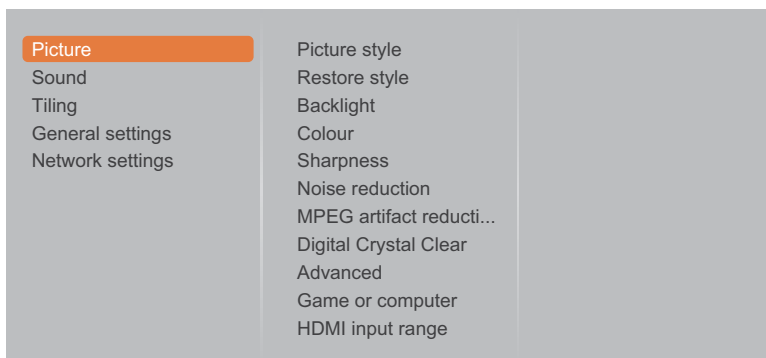 Picture
Sound
Tiling
General settings
Network settings
Picture style
Restore style
Backlight
Colour
Sharpness
Noise reduction
MPEG artifact reducti...
Digital Crystal Clear
Advanced
Game or computer
HDMI input range